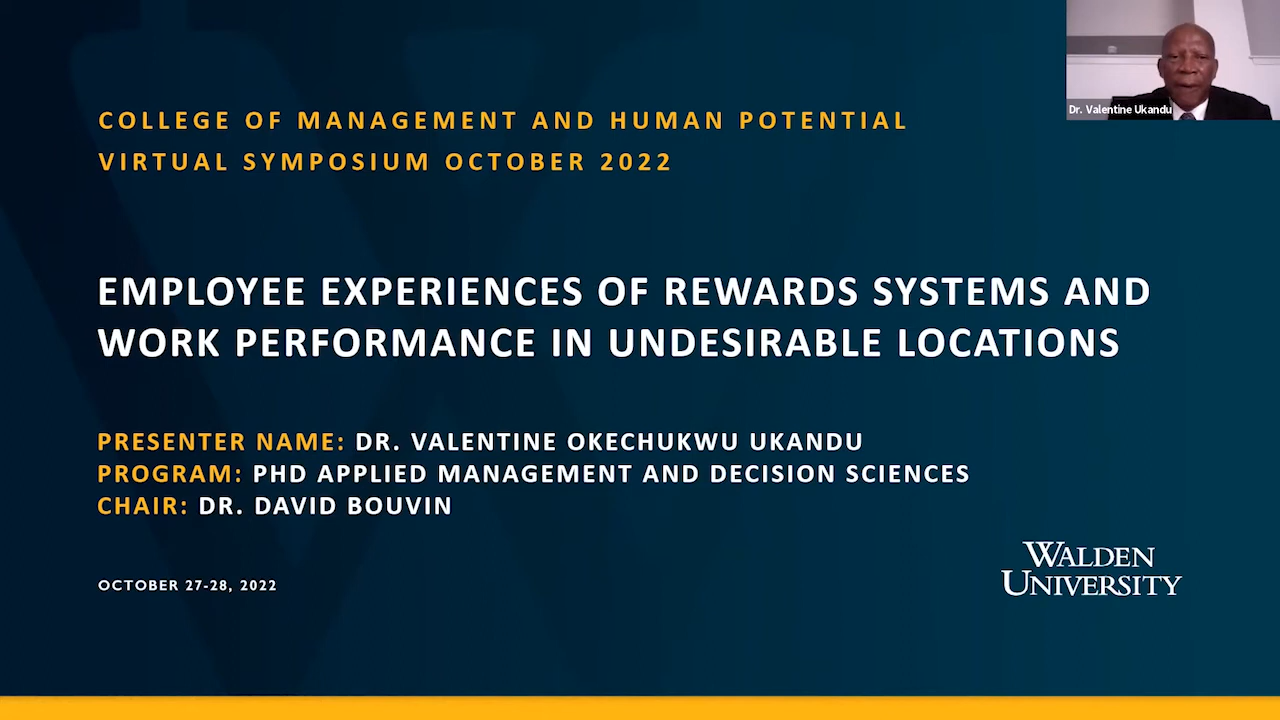 COLLEGE OF MANAGEMENT AND HUMAN POTENTIAL
VIRTUAL SYMPOSIUM OCTOBER 2022
Dr. Valentine Ukandu
EMPLOYEE EXPERIENCES OF REWARDS SYSTEMS AND
WORK PERFORMANCE IN UNDESIRABLE LOCATIONS
PRESENTER NAME: DR. VALENTINE OKECHUKWU UKANDU
PROGRAM: PHD APPLIED MANAGEMENT AND DECISION SCIENCES
CHAIR: DR. DAVID BOUVIN
OCTOBER 27-28, 2022
WALDEN
UNIVERSITY